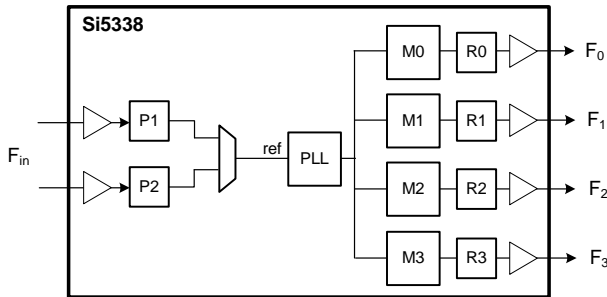 Si5338
M0 R0 F0
P1 M1 R1 F1
Fin ref PLL
P2 M2 R2 F2
M3 R3 F3